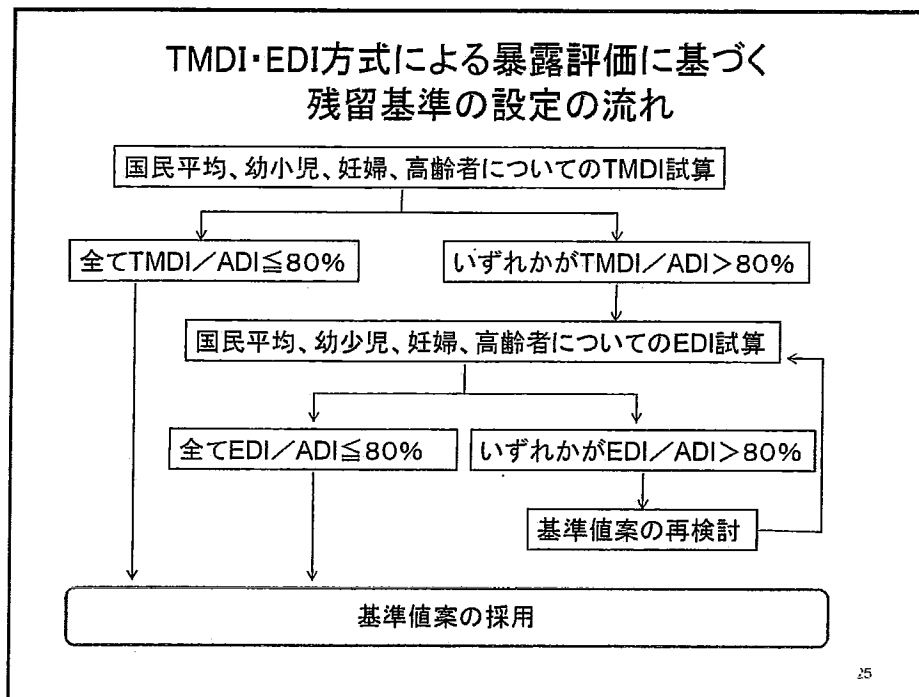 TMDI・EDI方式による暴露評価に基づく
残留基準の設定の流れ
国民平均、幼小児、妊婦、高齢者についてのTMDI試算
全てTMDI／ADI≦80%
いずれかがTMDI／ADI＞80%
国民平均、幼少児、妊婦、高齢者についてのEDI試算
全てEDI／ADI≦80%
いずれかがEDI／ADI＞80%
基準値案の再検討
基準値案の採用
25